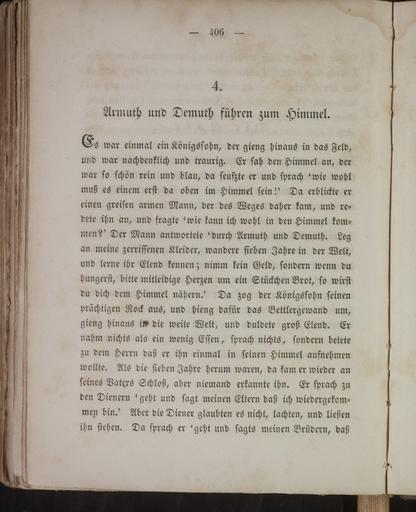 — 406 —
4.
Armuth und Demuth führen zum Himmel.
Es war einmal ein Königssohn, der gieng hinaus in das Feld,
und war nachdenklich und traurig. Er sah den Himmel an, der
war so schön rein und blau, da seufzte er und sprach ‘wie wohl
muß es einem erst da oben im Himmel sein!’ Da erblickte er
einen greisen armen Mann, der des Weges daher kam, und re-
dete ihn an, und fragte ‘wie kann ich wohl in den Himmel kom-
men?’ Der Mann antwortete ‘durch Armuth und Demuth. Leg
an meine zerrissenen Kleider, wandere sieben Jahre in der Welt,
und lerne ihr Elend kennen; nimm kein Geld, sondern wenn du
hungerst, bitte mitleidige Herzen um ein Stückchen Brot, so wirst
du dich dem Himmel nähern.’ Da zog der Königssohn seinen
prächtigen Rock aus, und hieng dafür das Bettlergewand um,
gieng hinaus in die weite Welt, und duldete groß Elend. Er
nahm nichts als ein wenig Essen, sprach nichts, sondern betete
zu dem Herrn daß er ihn einmal in seinen Himmel aufnehmen
wollte. Als die sieben Jahre herum waren, da kam er wieder an
seines Vaters Schloß, aber niemand erkannte ihn. Er sprach zu
den Dienern ‘geht und sagt meinen Eltern daß ich wiedergekom-
men bin.’ Aber die Diener glaubten es nicht, lachten, und ließen
ihn stehen. Da sprach er ‘geht und sagts meinen Brüdern, daß